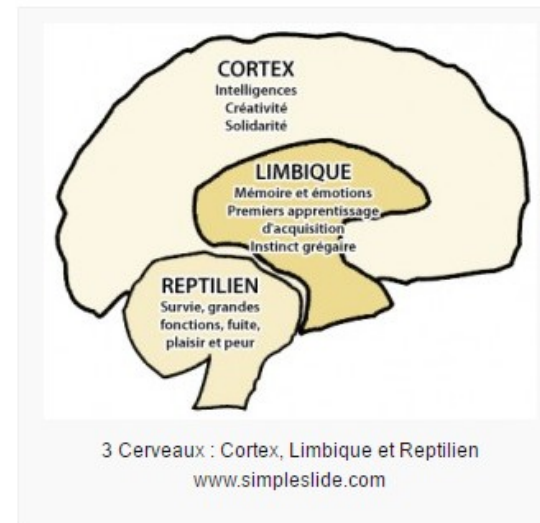 CORTEX
Intelligences
Créativité
Solidarité
LIMBIQUE
Mémoire et émotions
Premiers apprentissage
d'acquisition
Instinct grégaire
REPTILIEN
Survie, grandes
fonctions, fuite,
plaisir et peur
3 Cerveaux : Cortex, Limbique et Reptilien
www.simpleslide.com